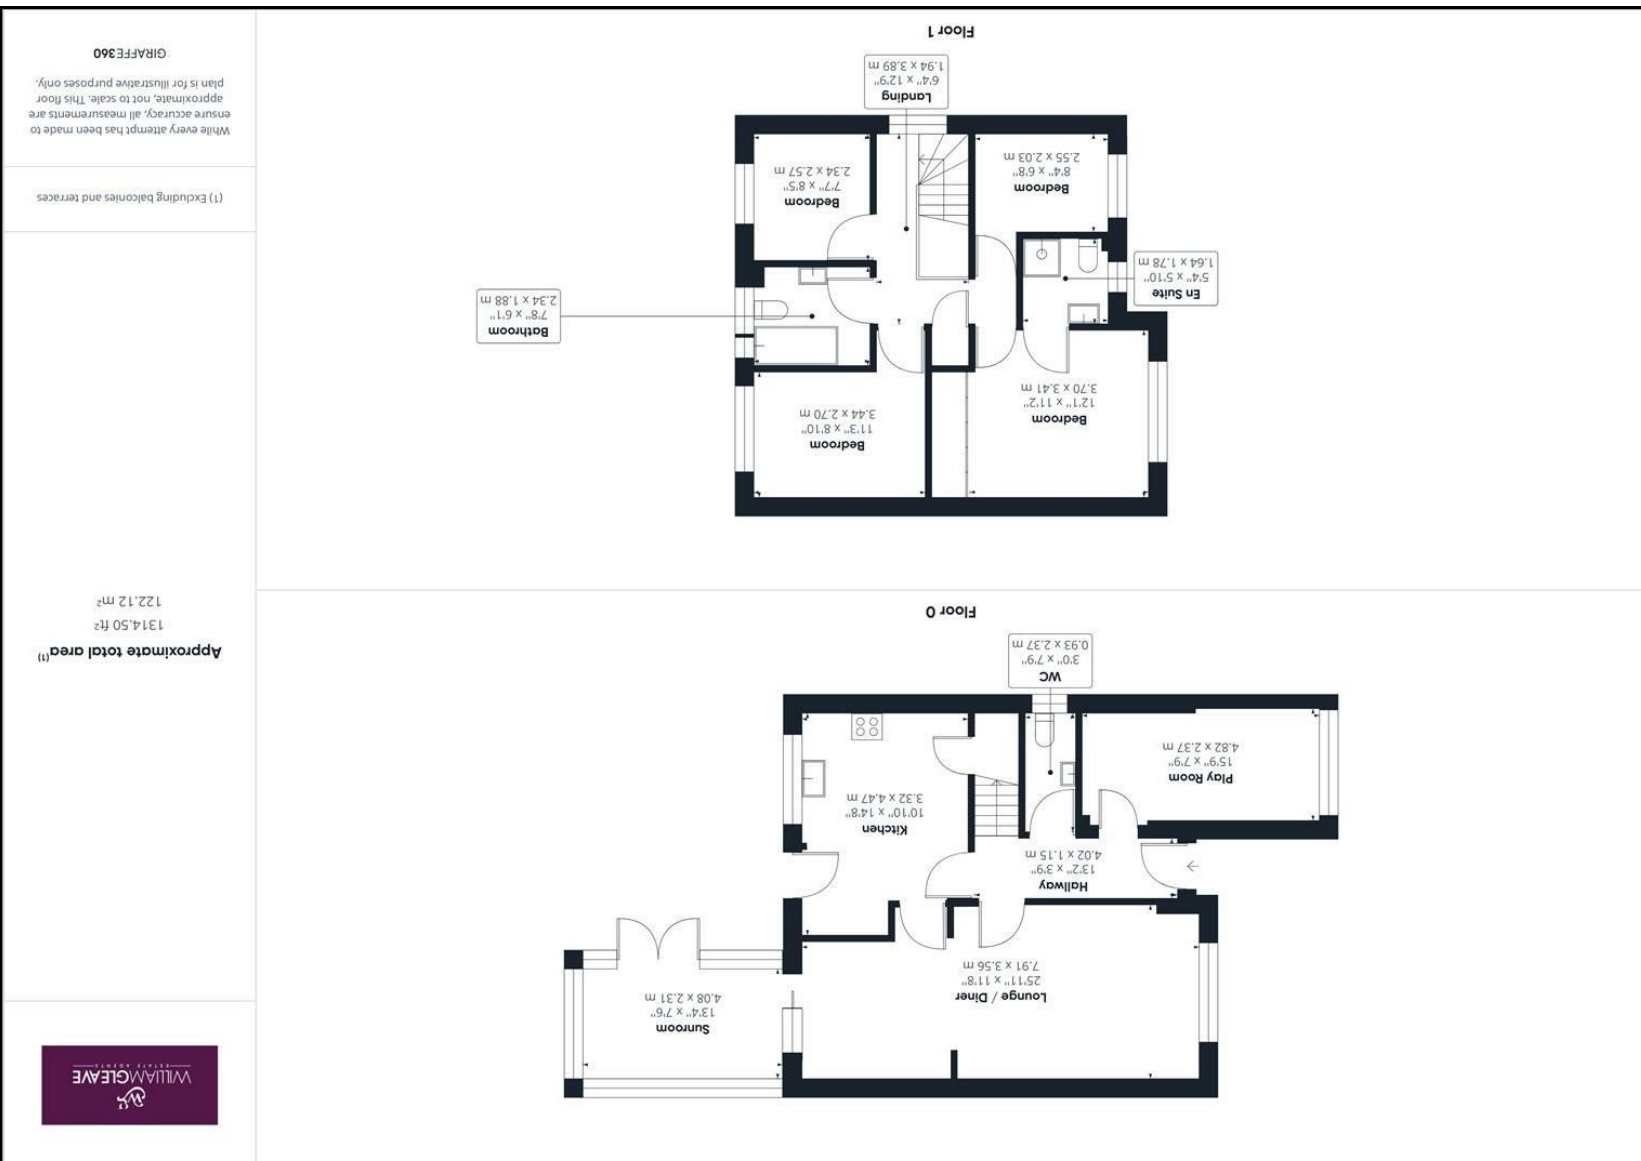 WILLIAMGLEAVE
ESTATE AGENTS
Approximate total area(1)
1314.50 ft²
122.12 m²
(1) Excluding balconies and terraces
While every attempt has been made to
ensure accuracy, all measurements are
approximate, not to scale. This floor
plan is for illustrative purposes only.
GIRAFFE360
Sunroom
13'4" x 7'6"
4.08 x 2.31 m
Lounge / Diner
25'11" x 11'8"
7.91 x 3.56 m
Hallway
13'2" x 3'9"
4.02 x 1.15 m
Kitchen
10'10" x 14'8"
3.32 x 4.47 m
Play Room
15'9" x 7'9"
4.82 x 2.37 m
WC
3'0" x 7'9"
0.93 x 2.37 m
Floor 0
Bedroom
12'1" x 11'2"
3.70 x 3.41 m
Bedroom
11'3" x 8'10"
3.44 x 2.70 m
Bathroom
7'8" x 6'1"
2.34 x 1.88 m
En Suite
5'4" x 5'10"
1.64 x 1.78 m
Bedroom
8'4" x 6'8"
2.55 x 2.03 m
Bedroom
7'7" x 8'5"
2.34 x 2.57 m
Landing
6'4" x 12'9"
1.94 x 3.89 m
Floor 1